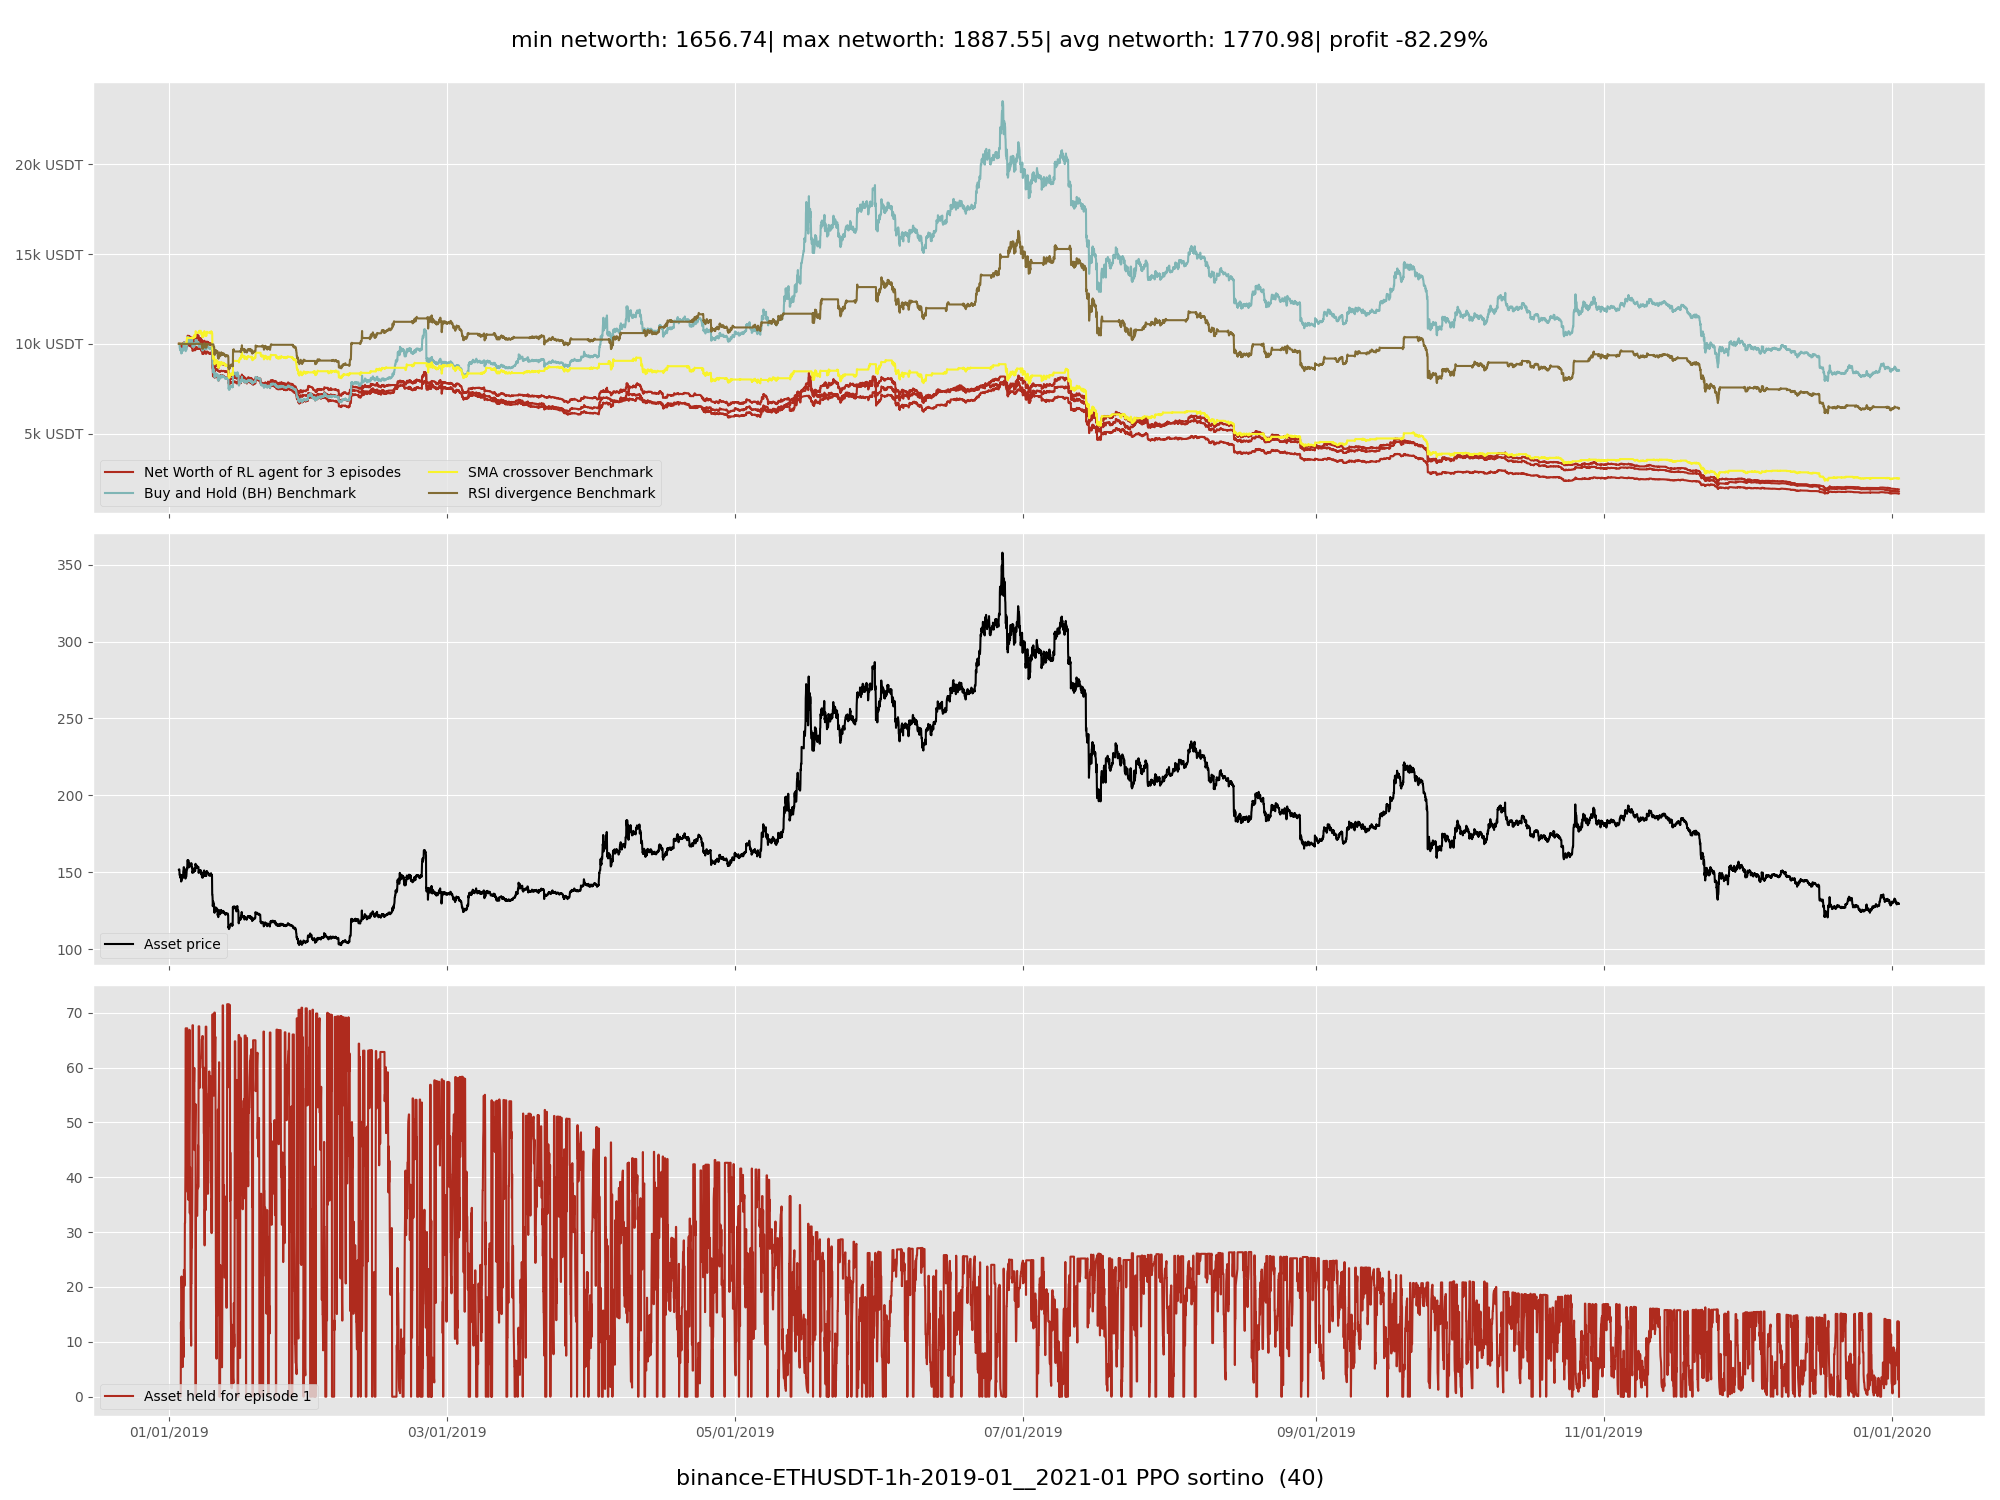 min networth: 1656.74| max networth: 1887.55| avg networth: 1770.98| profit -82.29%
20k USDT
15k USDT
10k USDT
5k USDT
Net Worth of RL agent for 3 episodes
Buy and Hold (BH) Benchmark
SMA crossover Benchmark
RSI divergence Benchmark
350
300
250
200
150
100
Asset price
70
60
50
40
30
20
10
0
Asset held for episode 1
01/01/2019
03/01/2019
05/01/2019
07/01/2019
09/01/2019
11/01/2019
01/01/2020
binance-ETHUSDT-1h-2019-01__2021-01 PPO sortino (40)